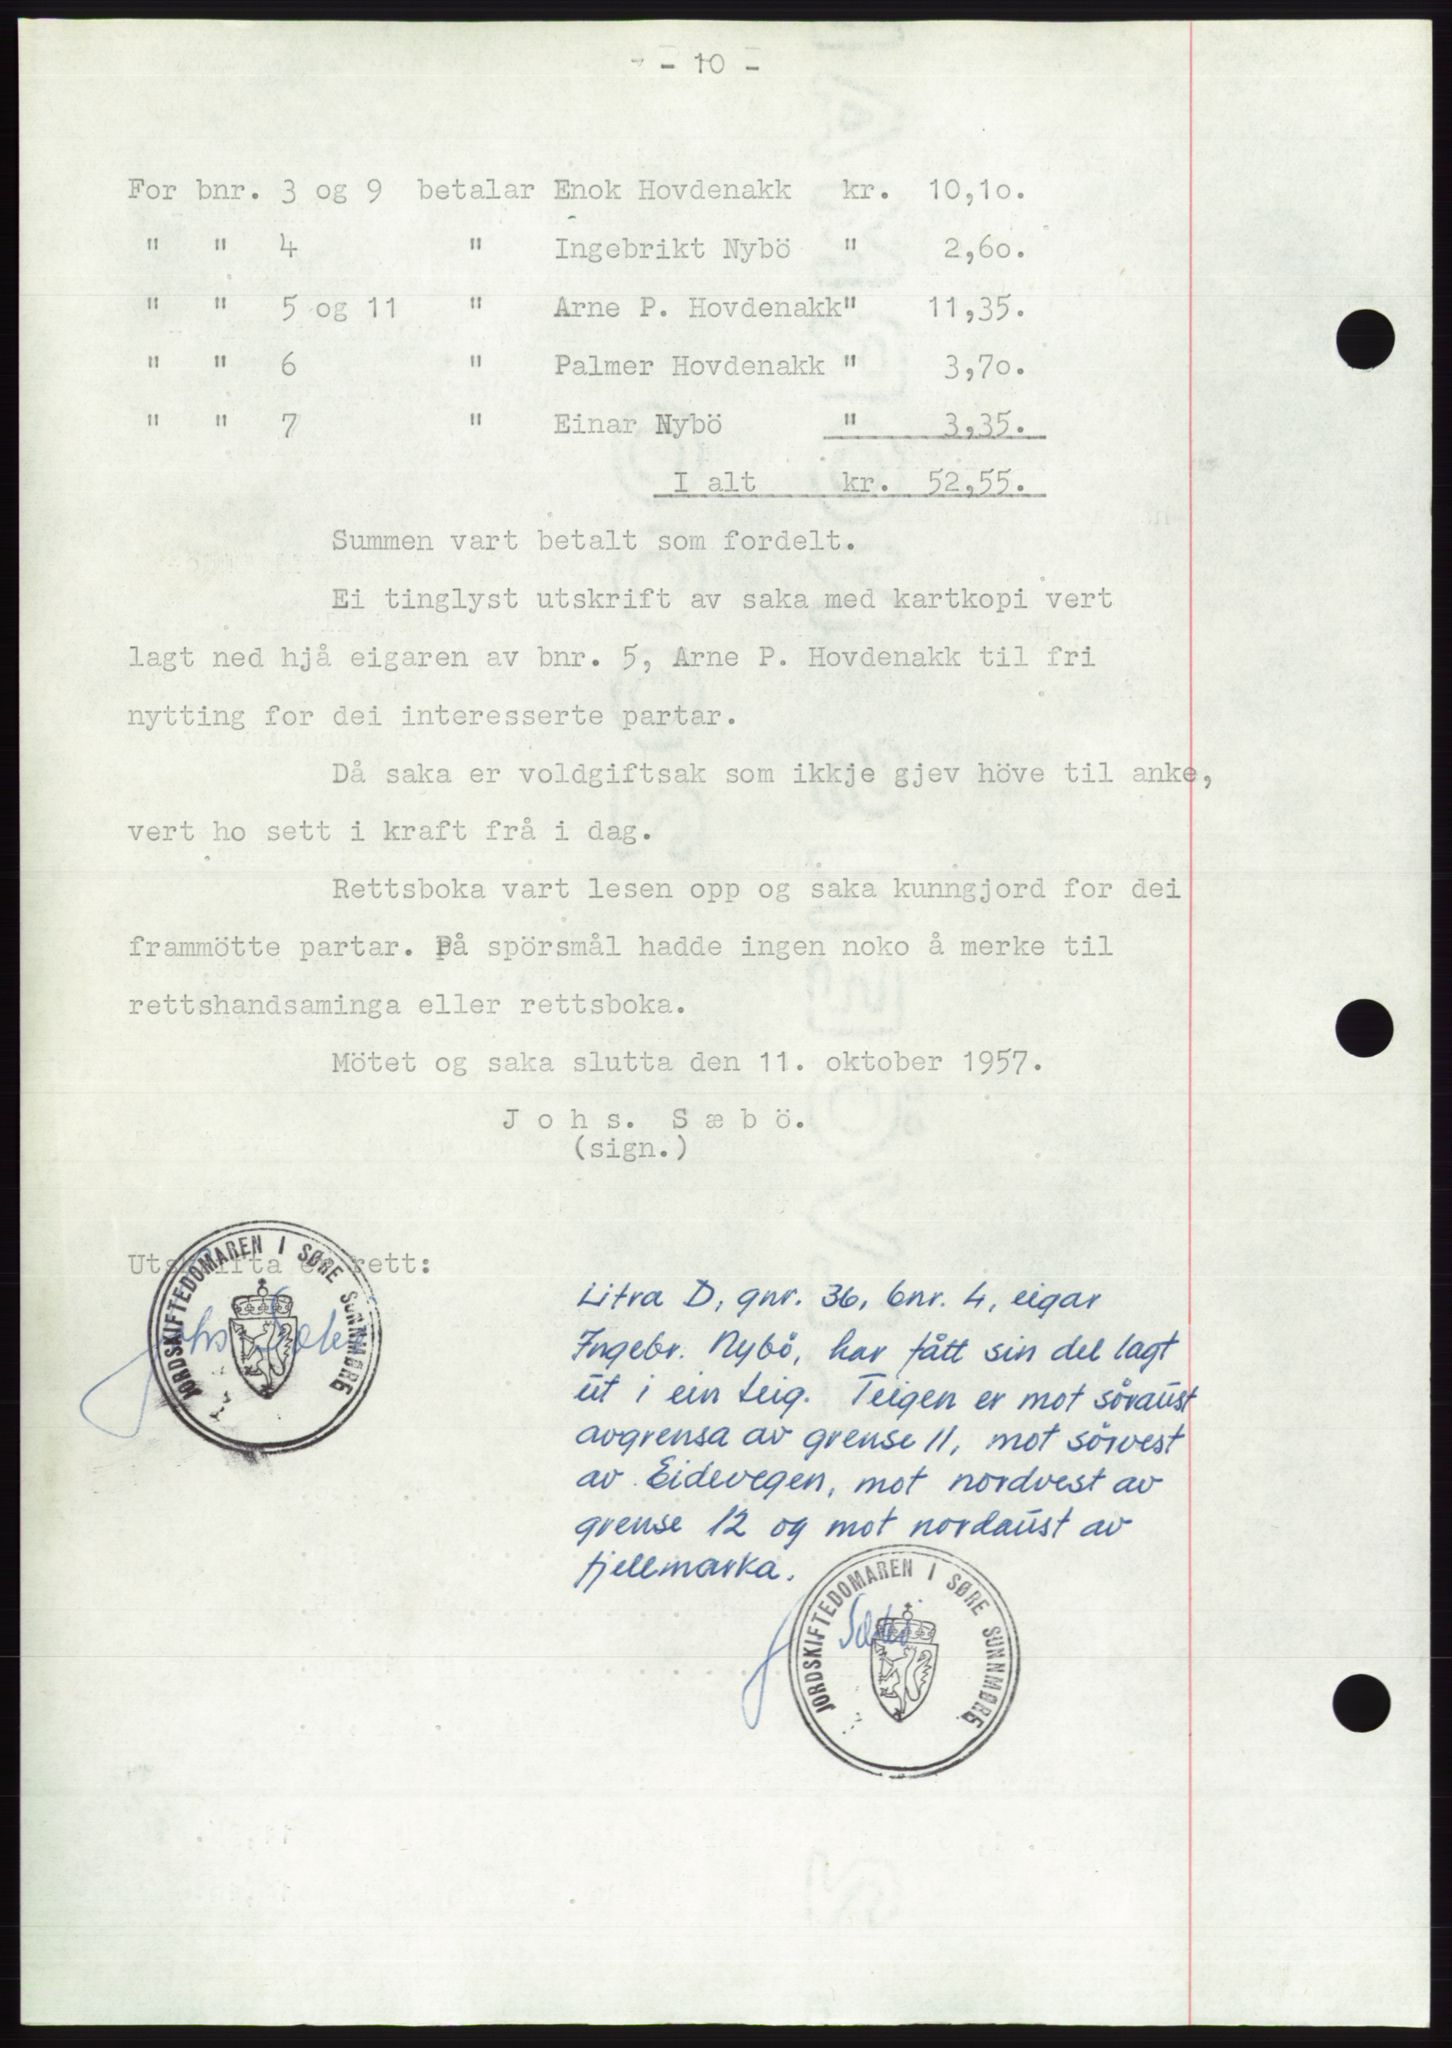 - 10 -
For bnr. 3 og 9 betalar Enok Hovdenakk kr. 10,10.
" " 4 " Ingebrikt Nybö " 2,60.
" " 5 og 11 " Arne P. Hovdenakk" 11,35.
" " 6 " Palmer Hovdenakk " 3,70.
" " 7 " Einar Nybö " 3,35.
I alt kr. 52,55.
Summen vart betalt som fordelt.
Ei tinglyst utskrift av saka med kartkopi vert
lagt ned hjå eigaren av bnr. 5, Arne P. Hovdenakk til fri
nytting for dei interesserte partar.
Då saka er voldgiftsak som ikkje gjev höve til anke,
vert ho sett i kraft frå i dag.
Rettsboka vart lesen opp og saka kunngjord for dei
frammötte partar. På spörsmål hadde ingen noko å merke til
rettshandsaminga eller rettsboka.
Mötet og saka slutta den 11. oktober 1957.
Johs. Sæbö.
(sign.)
rett:
JORDSKIFTEDOMAREN I SØRE SUNNMØRE
Litra D, gnr. 36, bnr. 4, eigar
Ingebr. Nybö, har fått sin del lagt
ut i ein teig. Teigen er mot söraust
avgrensa av grense 11, mot sörvest
av Eidevegen, mot nordvest av
grense 12 og mot nordaust av
fjellmarka.
JORDSKIFTEDOMAREN I SØRE SUNNMØRE